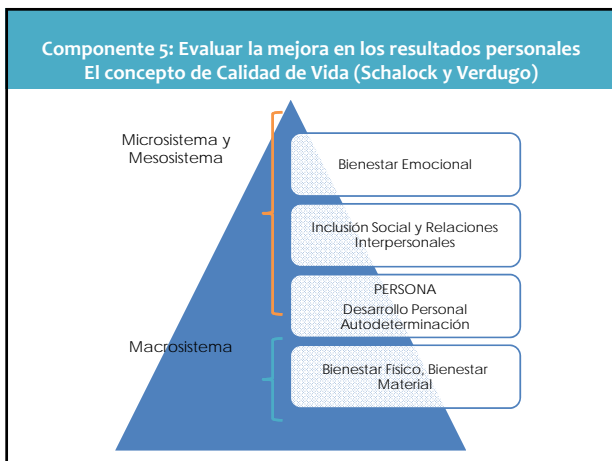 Componente 5: Evaluar la mejora en los resultados personales
El concepto de Calidad de Vida (Schalock y Verdugo)
Microsistema y
Mesosistema
Bienestar Emocional
Inclusión Social y Relaciones
Interpersonales
PERSONA
Desarrollo Personal
Autodeterminación
Macrosistema
Bienestar Físico, Bienestar
Material